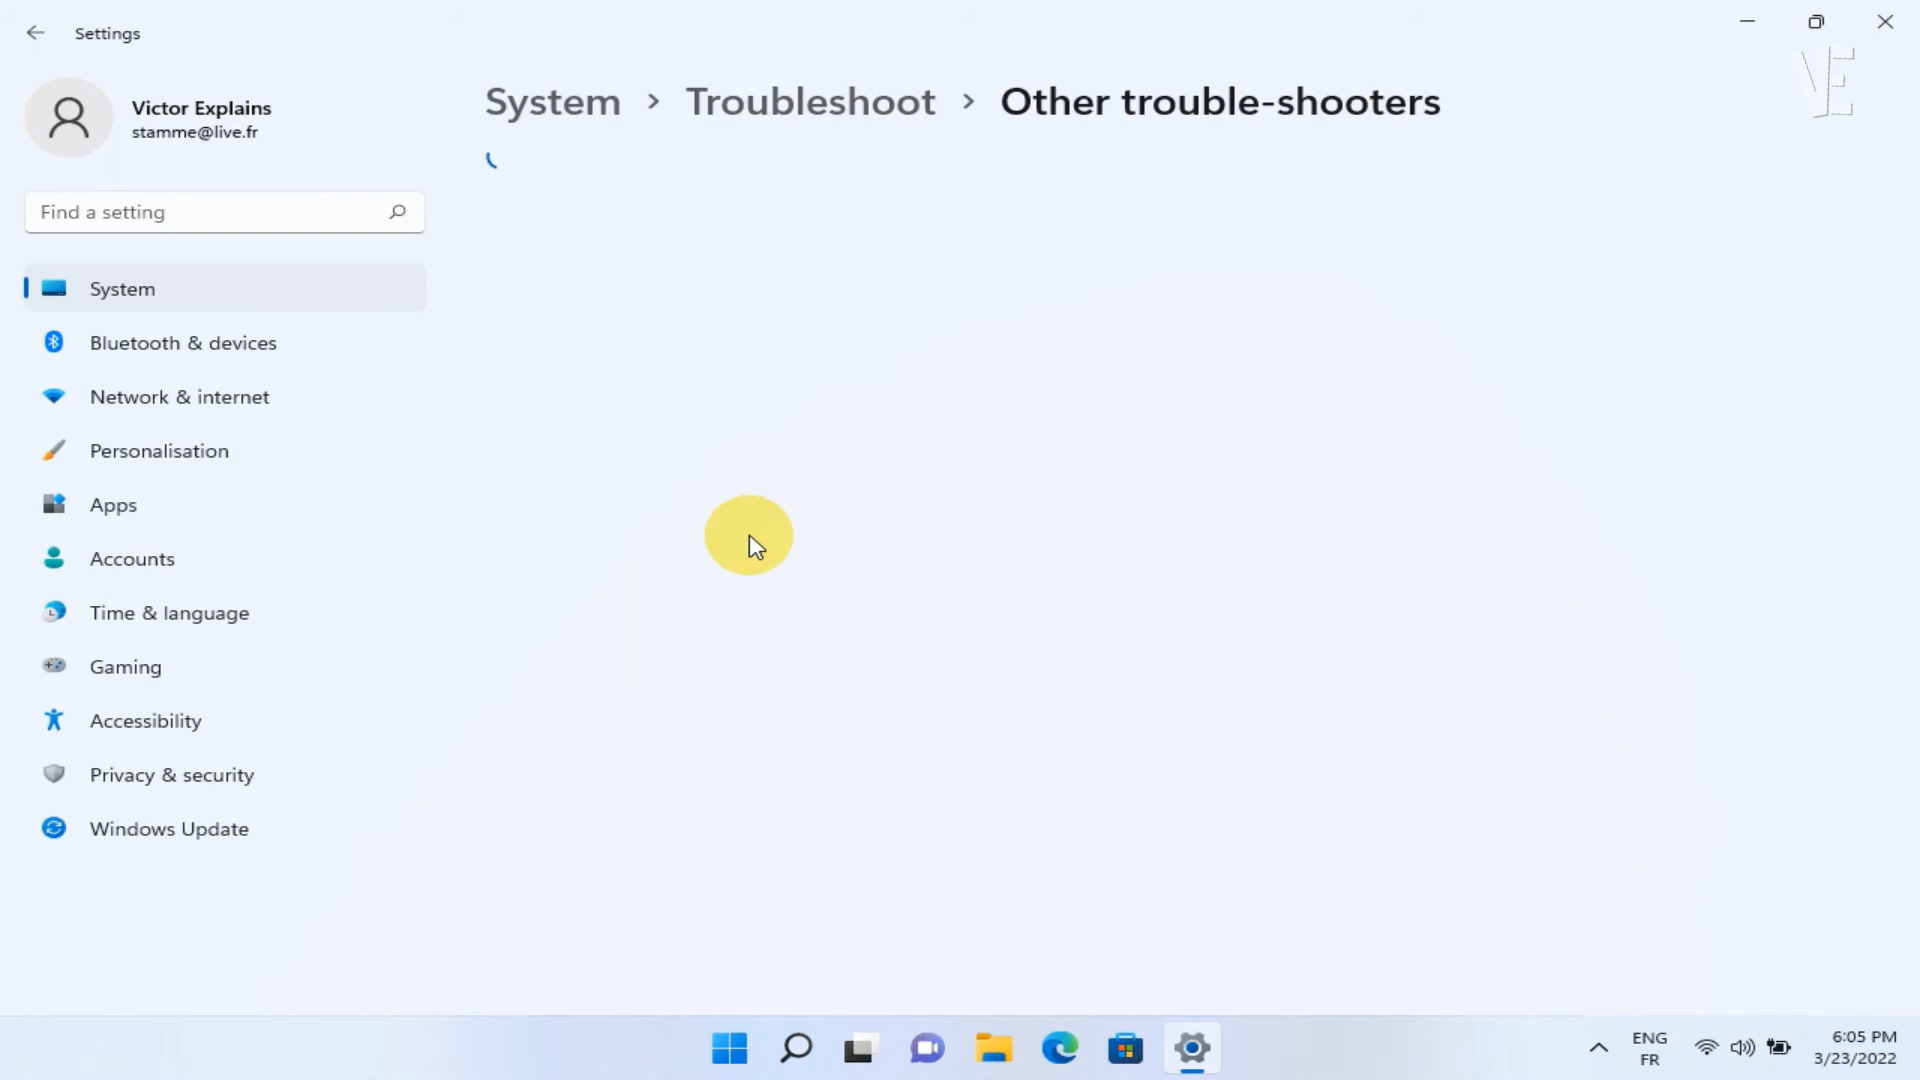 Settings
VE
Victor Explains
stamme@live.fr
System > Troubleshoot > Other trouble-shooters
Find a setting
System
Bluetooth & devices
Network & internet
Personalisation
Apps
Accounts
Time & language
Gaming
Accessibility
Privacy & security
Windows Update
ENG
FR
6:05 PM
3/23/2022